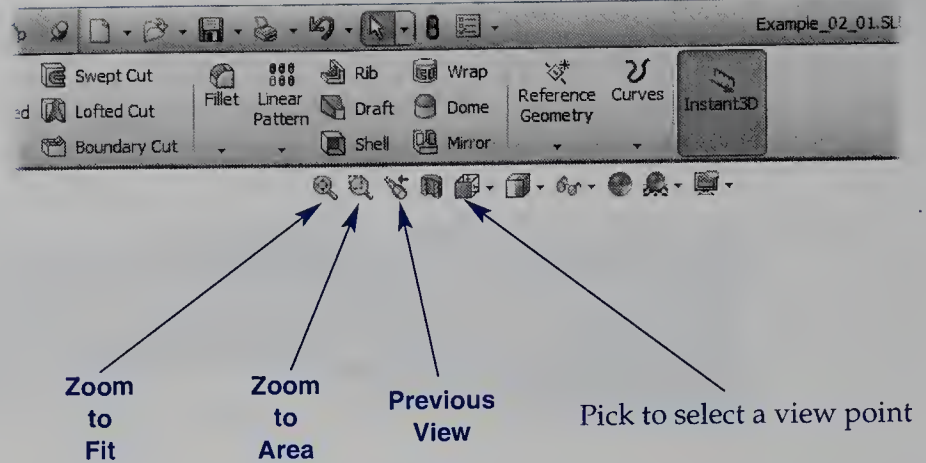 Example_02_01.SL
Swept Cut
Rib
Wrap
Lofted Cut
Fillet
Linear
Pattern
Draft
Dome
Reference
Geometry
Curves
Instant3D
Boundary Cut
Shell
Mirror
Zoom
to
Fit
Zoom
to
Area
Previous
View
Pick to select a view point